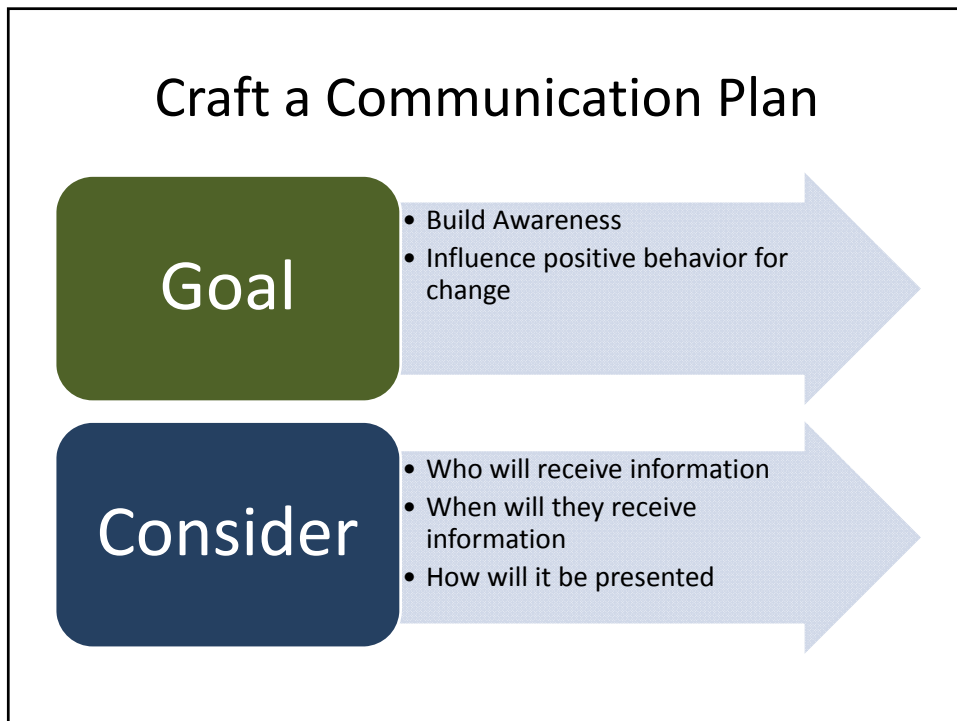 Craft a Communication Plan
Goal
• Build Awareness
• Influence positive behavior for
change
Consider
• Who will receive information
• When will they receive
information
• How will it be presented